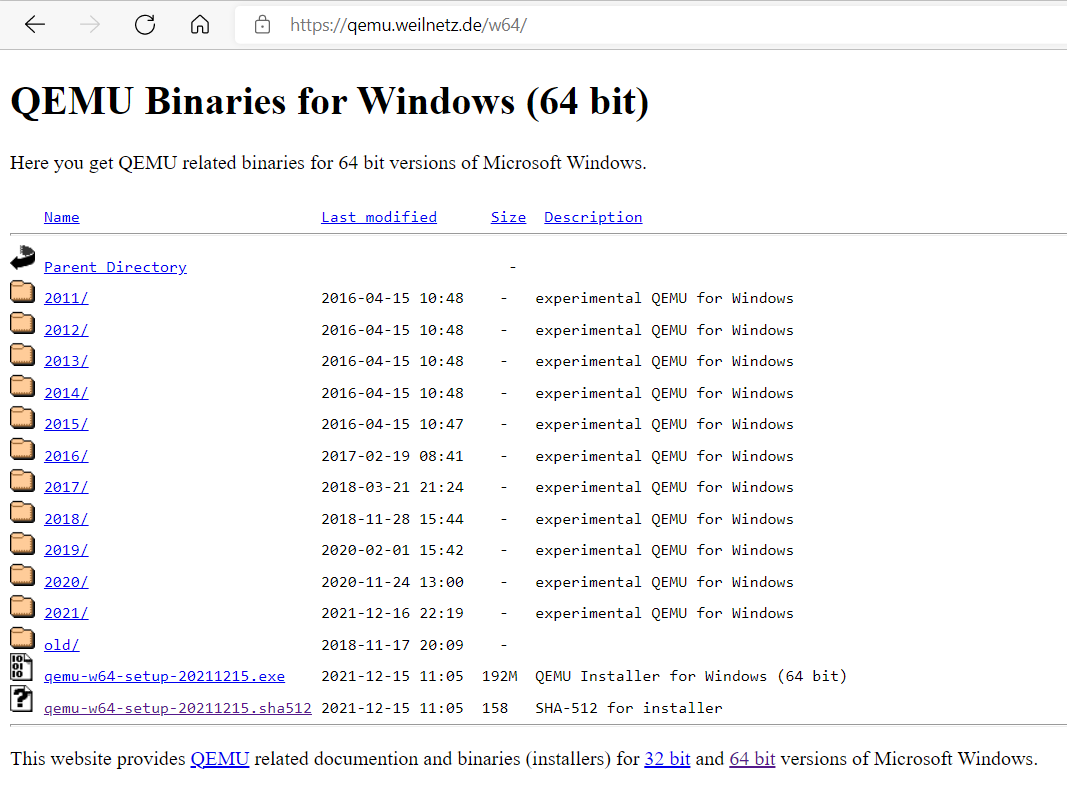 https://qemu.weilnetz.de/w64/
QEMU Binaries for Windows (64 bit)
Here you get QEMU related binaries for 64 bit versions of Microsoft Windows.
Name Last modified Size Description
Parent Directory -
2011/ 2016-04-15 10:48 - experimental QEMU for Windows
2012/ 2016-04-15 10:48 - experimental QEMU for Windows
2013/ 2016-04-15 10:48 - experimental QEMU for Windows
2014/ 2016-04-15 10:48 - experimental QEMU for Windows
2015/ 2016-04-15 10:47 - experimental QEMU for Windows
2016/ 2017-02-19 08:41 - experimental QEMU for Windows
2017/ 2018-03-21 21:24 - experimental QEMU for Windows
2018/ 2018-11-28 15:44 - experimental QEMU for Windows
2019/ 2020-02-01 15:42 - experimental QEMU for Windows
2020/ 2020-11-24 13:00 - experimental QEMU for Windows
2021/ 2021-12-16 22:19 - experimental QEMU for Windows
old/ 2018-11-17 20:09 -
qemu-w64-setup-20211215.exe 2021-12-15 11:05 192M QEMU Installer for Windows (64 bit)
qemu-w64-setup-20211215.sha512 2021-12-15 11:05 158 SHA-512 for installer
This website provides QEMU related documention and binaries (installers) for 32 bit and 64 bit versions of Microsoft Windows.